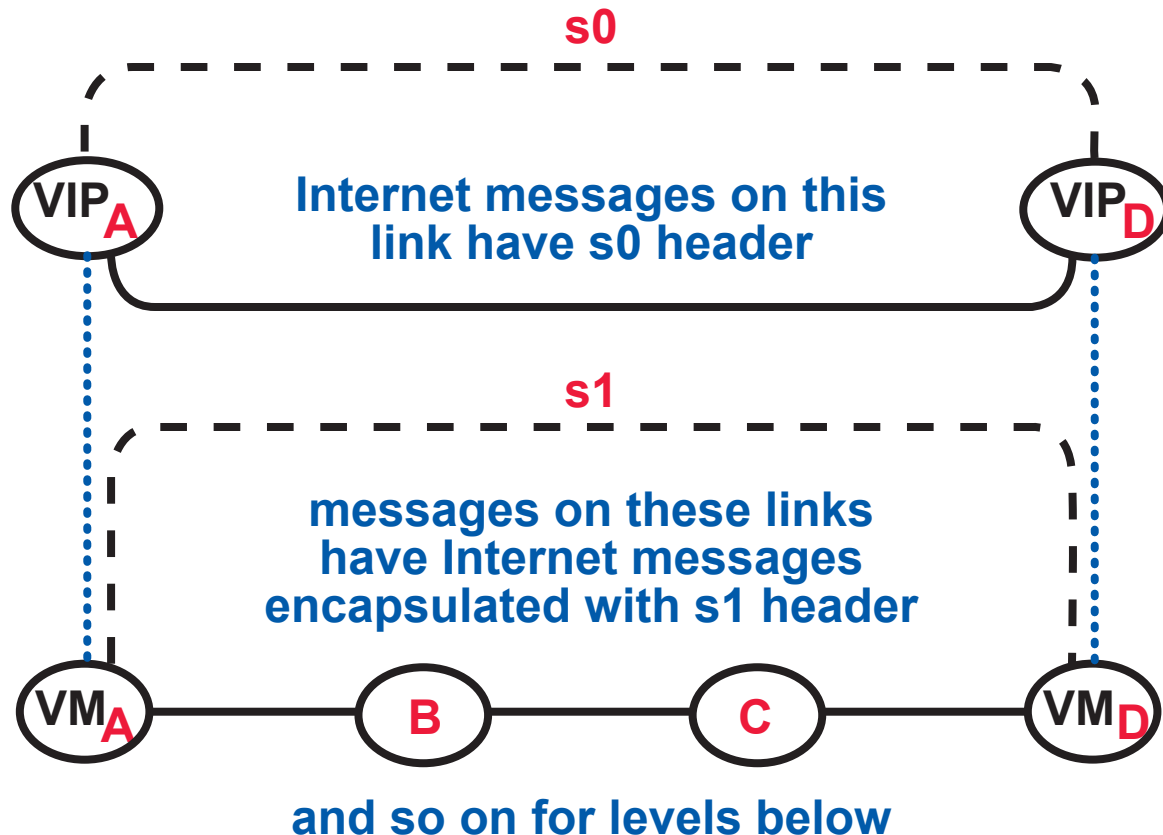 s0
VIPA
VIPD
Internet messages on this
link have s0 header
s1
messages on these links
have Internet messages
encapsulated with s1 header
VMA
B
C
VMD
and so on for levels below